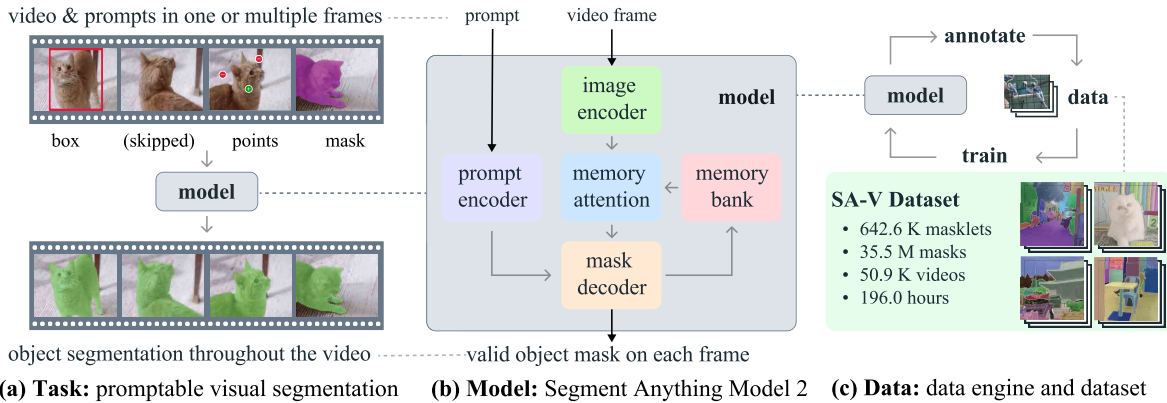 video & prompts in one or multiple frames
box
(skipped)
points
mask
model
object segmentation throughout the video
(a) Task: promptable visual segmentation
prompt
video frame
image
encoder
model
prompt
encoder
memory
attention
memory
bank
mask
decoder
valid object mask on each frame
(b) Model: Segment Anything Model 2
annotate
model
data
train
SA-V Dataset
• 642.6 K masklets
• 35.5 M masks
• 50.9 K videos
• 196.0 hours
(c) Data: data engine and dataset